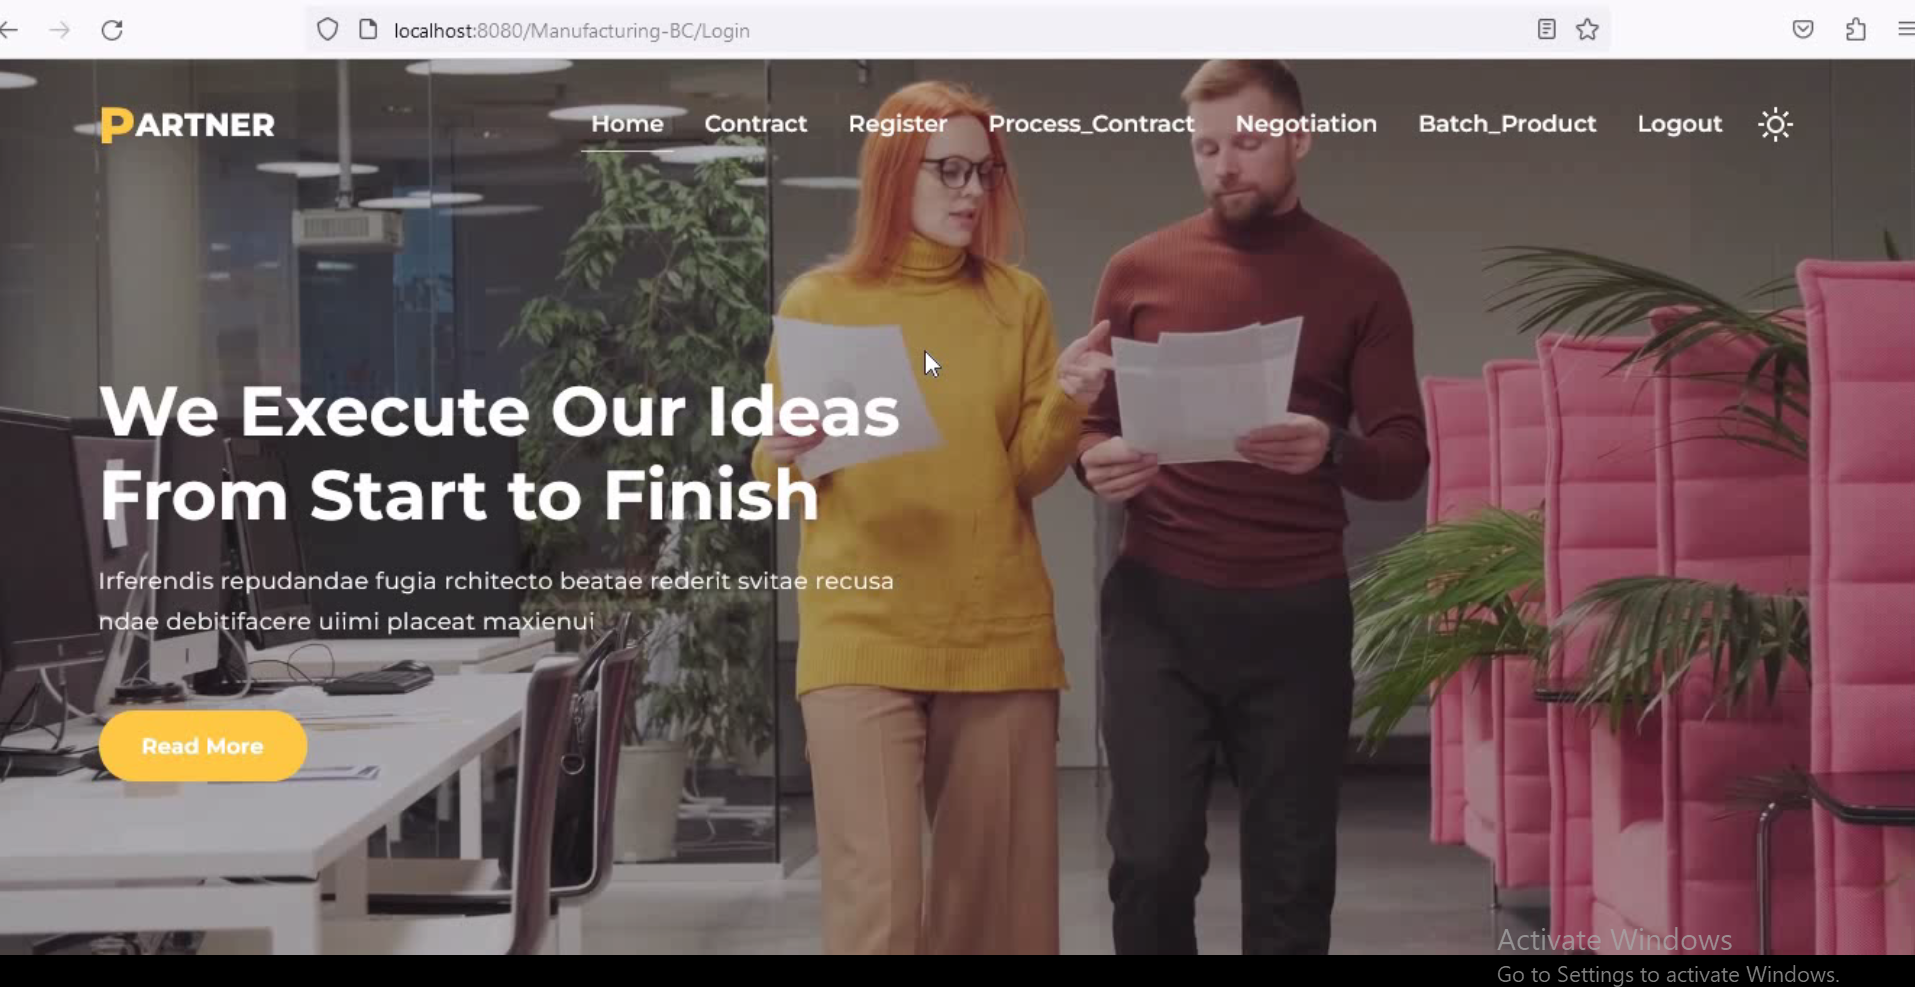 localhost:8080/Manufacturing-BC/Login
PARTNER
Home Contract Register Process_Contract Negotiation Batch_Product Logout
We Execute Our Ideas
From Start to Finish
Irferendis repudandae fugia rchitecto beatae rederit svitae recusa
ndae debitifacere uiimi placeat maxienui
Read More
Activate Windows
Go to Settings to activate Windows.